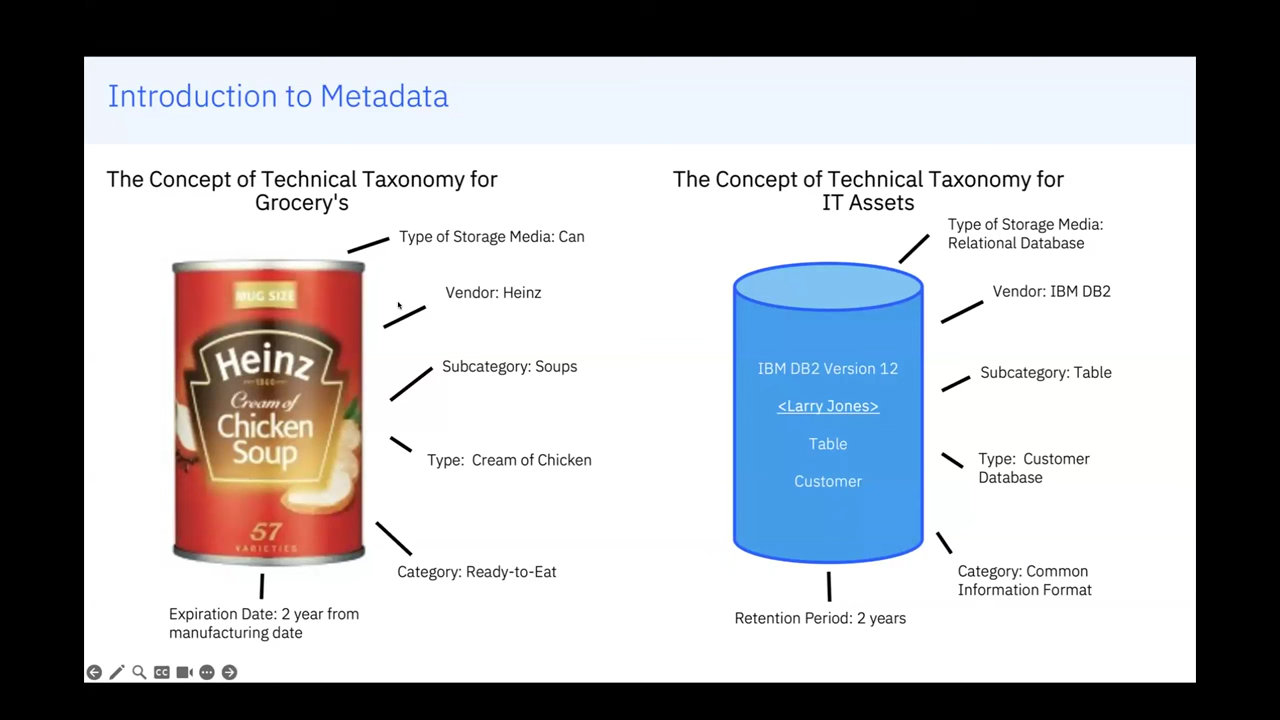 Introduction to Metadata
The Concept of Technical Taxonomy for
Grocery's
Type of Storage Media: Can
Vendor: Heinz
Subcategory: Soups
Type:  Cream of Chicken
Category: Ready-to-Eat
Expiration Date: 2 year from
manufacturing date
MUG SIZE
Heinz
Cream of
Chicken
Soup
57
VARIETIES
The Concept of Technical Taxonomy for
IT Assets
Type of Storage Media:
Relational Database
Vendor: IBM DB2
Subcategory: Table
Type:  Customer
Database
Category: Common
Information Format
Retention Period: 2 years
IBM DB2 Version 12
<Larry Jones>
Table
Customer
CC